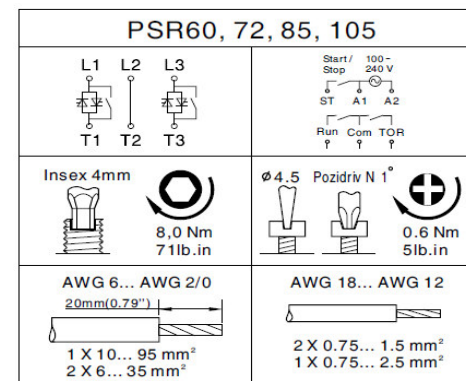 PSR60, 72, 85, 105
L1 L2 L3
T1 T2 T3
Start / Stop
100 - 240 V
ST A1 A2
Run Com TOR
Insex 4mm
8,0 Nm
71lb.in
ø4.5 Pozidriv N 1°
0.6 Nm
5lb.in
AWG 6... AWG 2/0
20mm(0.79")
1 X 10... 95 mm²
2 X 6... 35 mm²
AWG 18... AWG 12
2 X 0.75... 1.5 mm²
1 X 0.75... 2.5 mm²